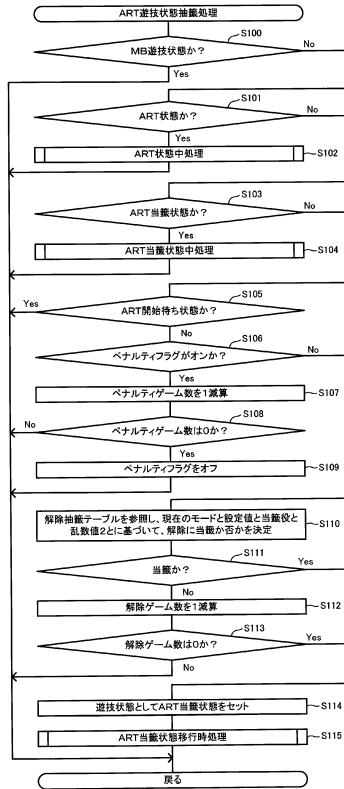 ART遊技状態抽籤処理
S100
MB遊技状態か？
No
Yes
S101
ART状態か？
No
Yes
ART状態中処理
S102
S103
ART当籤状態か？
No
Yes
ART当籤状態中処理
S104
S105
Yes
ART開始待ち状態か？
No
S106
ペナルティフラグがオンか？
No
Yes
ペナルティゲーム数を1減算
S107
S108
No
ペナルティゲーム数は0か？
Yes
ペナルティフラグをオフ
S109
解除抽籤テーブルを参照し、現在のモードと設定値と当籤役と
乱数値2とに基づいて、解除に当籤か否かを決定
S110
S111
当籤か？
Yes
No
解除ゲーム数を1減算
S112
S113
解除ゲーム数は0か？
Yes
No
遊技状態としてART当籤状態をセット
S114
ART当籤状態移行時処理
S115
戻る